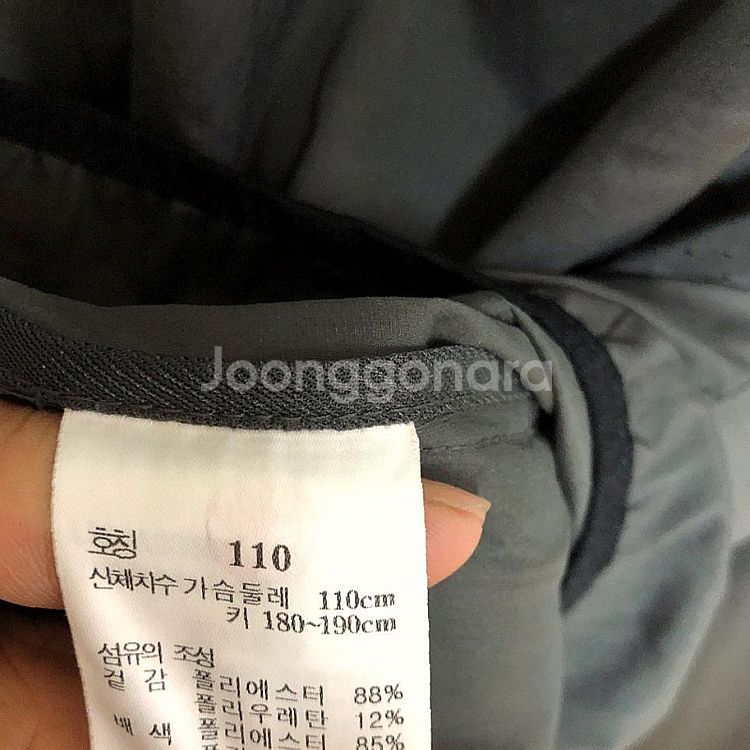 Joonggonara
호칭 110
신체치수 가슴둘레 110cm
키 180~190cm
섬유의 조성
겉 감 폴리에스터 88%
폴리우레탄 12%
배 색 폴리에스터 85%